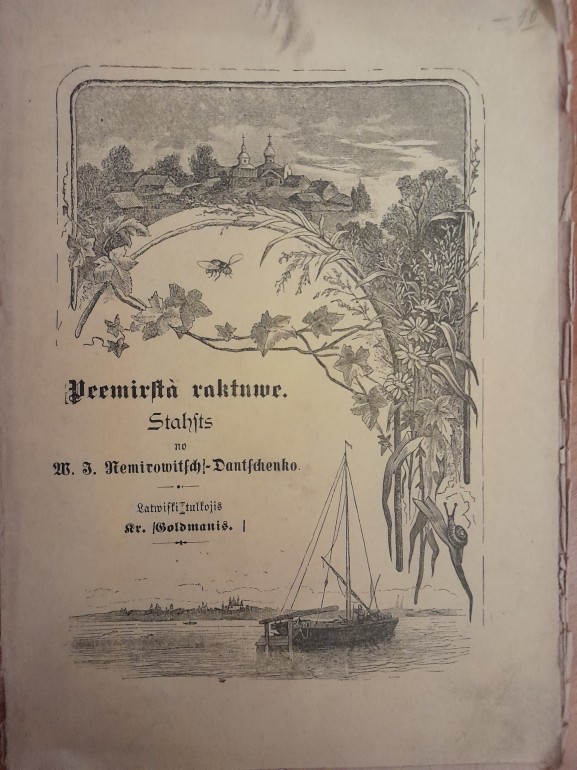 Peemirstà raktuwe.
Stahsts
no
W. J. Nemirowitsch-Dantschenko.
Latwiski tulkojis
Kr. Goldmanis.